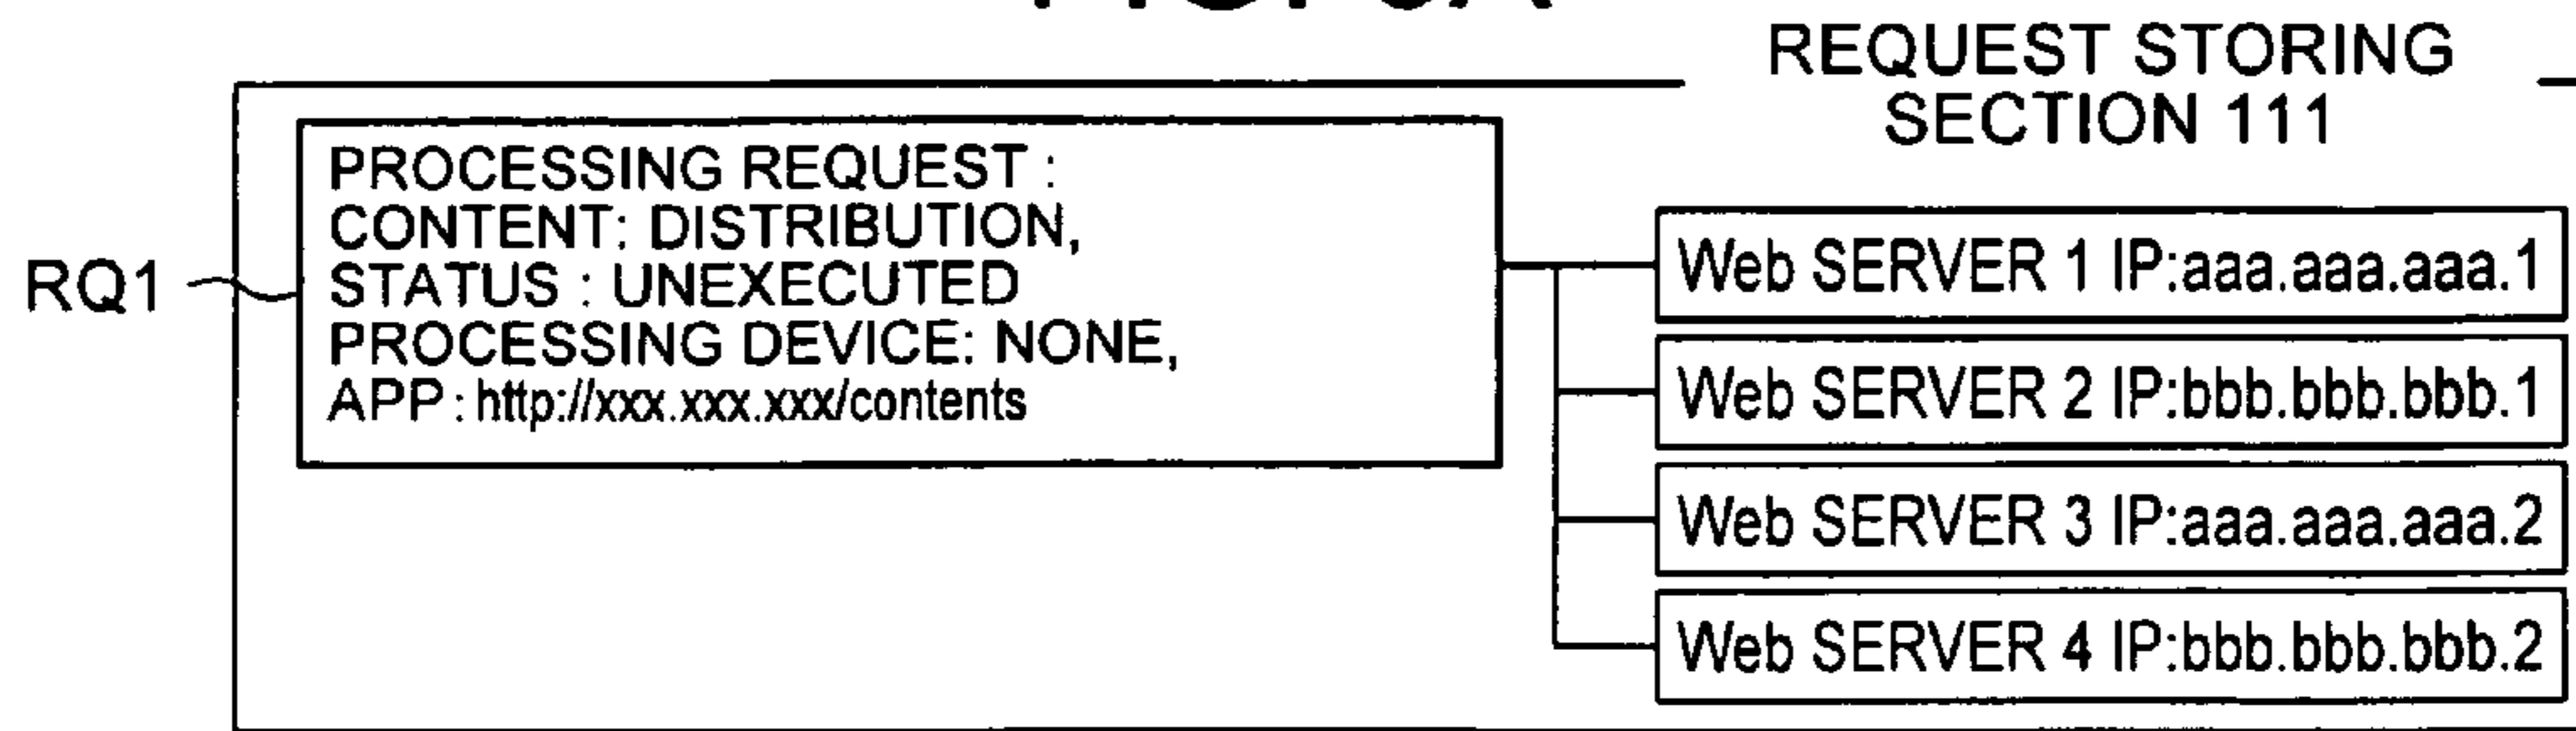 REQUEST STORING
SECTION 111
PROCESSING REQUEST :
CONTENT: DISTRIBUTION,
STATUS : UNEXECUTED
PROCESSING DEVICE: NONE,
APP : http://xxx.xxx.xxx/contents
RQ1
Web SERVER 1 IP:aaa.aaa.aaa.1
Web SERVER 2 IP:bbb.bbb.bbb.1
Web SERVER 3 IP:aaa.aaa.aaa.2
Web SERVER 4 IP:bbb.bbb.bbb.2